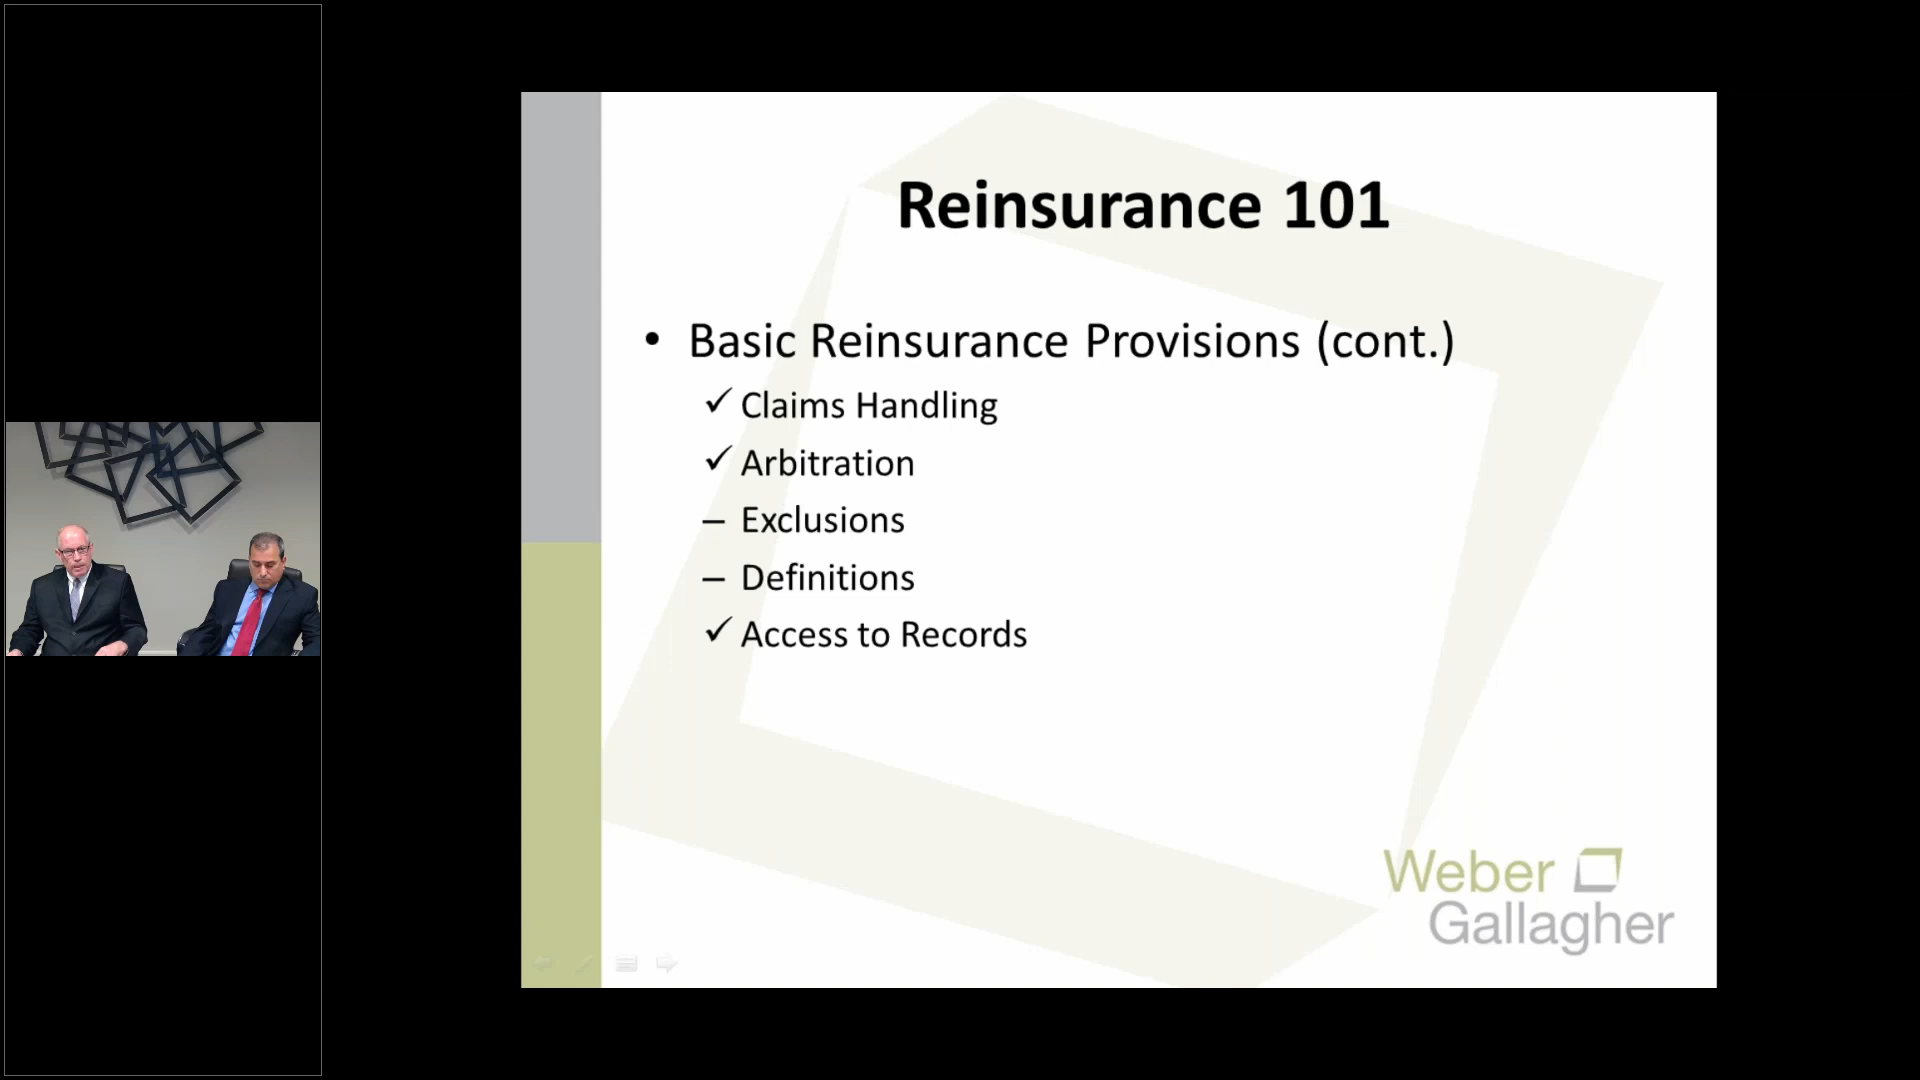 Reinsurance 101
• Basic Reinsurance Provisions (cont.)
✓ Claims Handling
✓ Arbitration
– Exclusions
– Definitions
✓ Access to Records
Weber
Gallagher